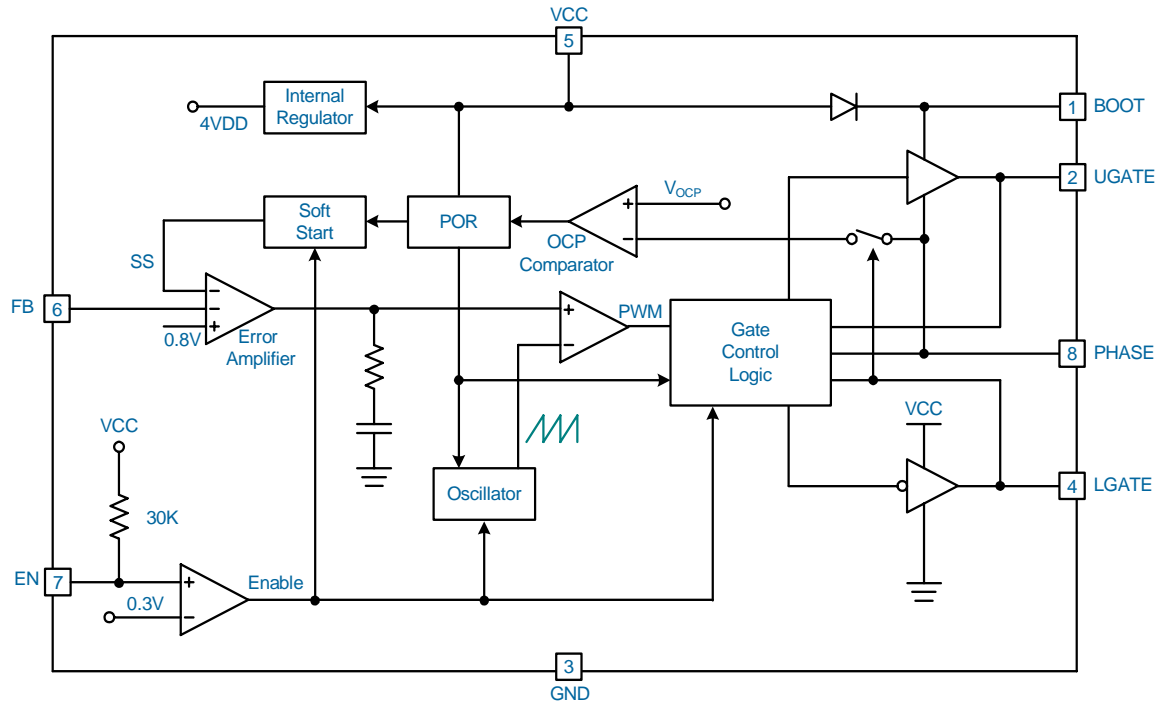 VCC
5
Internal
Regulator
4VDD
1
BOOT
2
UGATE
Soft
Start
POR
+
−
VOCP
OCP
Comparator
SS
FB
6
−
−
+
0.8V
Error
Amplifier
+
−
PWM
Gate
Control
Logic
8
PHASE
VCC
VCC
Oscillator
4
LGATE
30K
EN
7
+
−
0.3V
Enable
3
GND